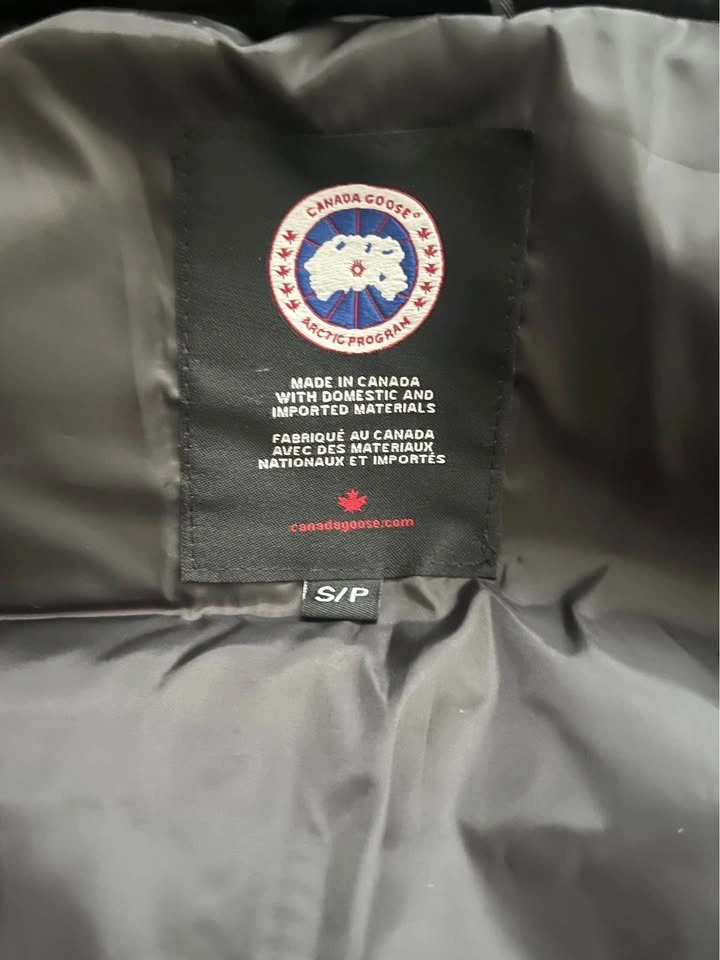 CANADA GOOSE®
ARCTIC PROGRAM
MADE IN CANADA
WITH DOMESTIC AND
IMPORTED MATERIALS
FABRIQUÉ AU CANADA
AVEC DES MATERIAUX
NATIONAUX ET IMPORTÉS
canadagoose.com
S/P